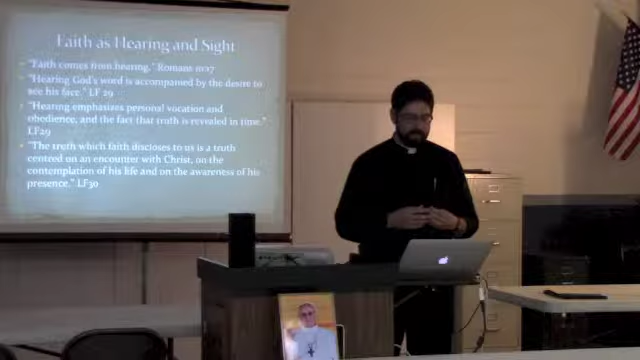 Faith as Hearing and Sight
"Faith comes from hearing." Romans 10:17
"Hearing God's word is accompanied by the desire to
see his face." LF 29
"Hearing emphasizes personal vocation and
obedience, and the fact that truth is revealed in time."
LF29
"The truth which faith discloses to us is a truth
centred on an encounter with Christ, on the
contemplation of his life and on the awareness of his
presence." LF30